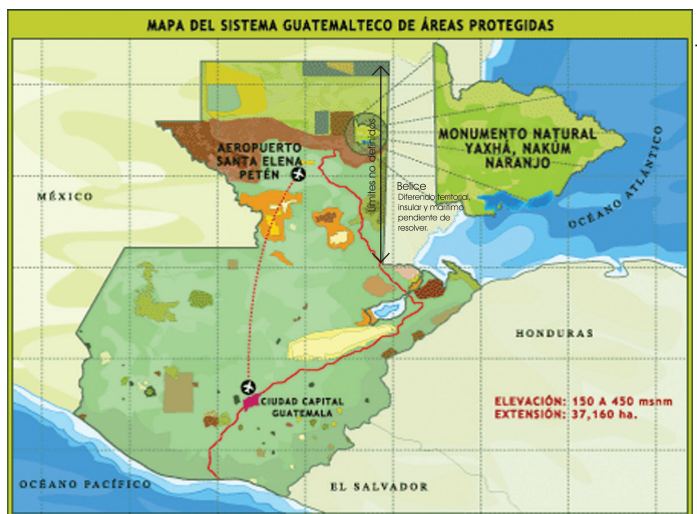 MAPA DEL SISTEMA GUATEMALTECO DE ÁREAS PROTEGIDAS
MONUMENTO NATURAL
YAXHÁ, NAKÚM
NARANJO
AEROPUERTO
SANTA ELENA
PETÉN
Límites no definidos
MÉXICO
Belice
Diferendo territorial,
insular y marítimo
pendiente de
resolver.
OCÉANO ATLÁNTICO
HONDURAS
ELEVACIÓN: 150 A 450 msnm
EXTENSIÓN: 37,160 ha.
CIUDAD CAPITAL
GUATEMALA
OCÉANO PACÍFICO
EL SALVADOR